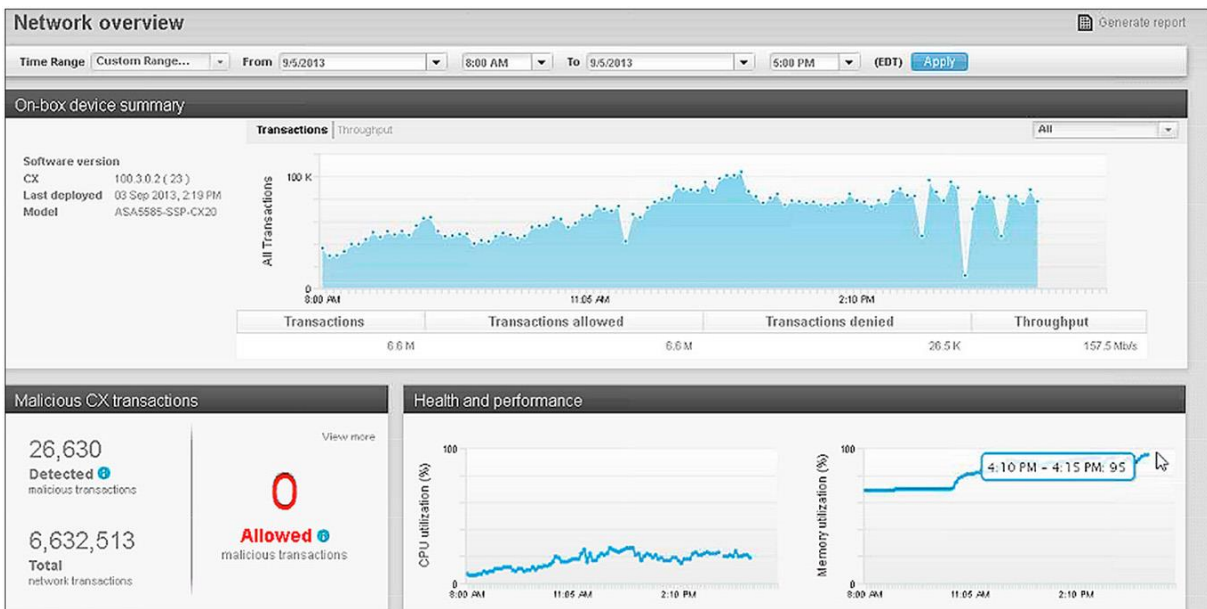 Network overview
Generate report
Time Range Custom Range... From 9/5/2013 8:00 AM To 9/5/2013 5:00 PM (EDT) Apply
On-box device summary
Transactions Throughput
All
Software version
CX 100.3.0.2 ( 23 )
Last deployed 03 Sep 2013, 2:19 PM
Model ASA5585-SSP-CX20
All Transactions
100 K
0
8:00 AM 11:05 AM 2:10 PM
Transactions Transactions allowed Transactions denied Throughput
6.6 M 6.6 M 26.5 K 157.5 Mb/s
Malicious CX transactions
View more
26,630
Detected
malicious transactions
6,632,513
Total
network transactions
0
Allowed
malicious transactions
Health and performance
CPU utilization (%)
100
0
8:00 AM 11:05 AM 2:10 PM
Memory utilization (%)
100
4:10 PM - 4:15 PM: 95
0
8:00 AM 11:05 AM 2:10 PM